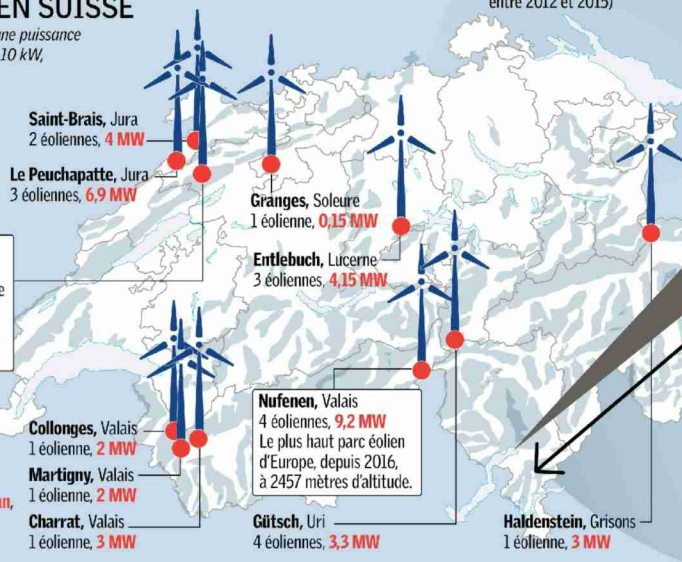 EN SUISSE
une puissance
10 kW,
entre 2012 et 2015)
Saint-Brais, Jura
2 éoliennes, 4 MW
Le Peuchapatte, Jura
3 éoliennes, 6,9 MW
Granges, Soleure
1 éolienne, 0,15 MW
Entlebuch, Lucerne
3 éoliennes, 4,15 MW
e
Nufenen, Valais
4 éoliennes, 9,2 MW
Le plus haut parc éolien
d'Europe, depuis 2016,
à 2457 mètres d'altitude.
Collonges, Valais
1 éolienne, 2 MW
Martigny, Valais
1 éolienne, 2 MW
an,
Charrat, Valais
1 éolienne, 3 MW
Gütsch, Uri
4 éoliennes, 3,3 MW
Haldenstein, Grisons
1 éolienne, 3 MW